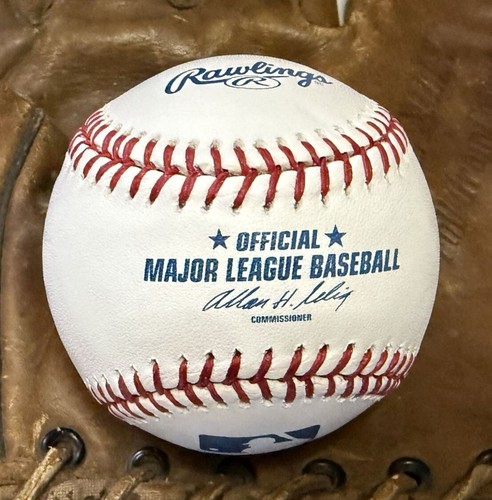 Rawlings
R
★ OFFICIAL ★
MAJOR LEAGUE BASEBALL
Allan H. Selig
COMMISSIONER